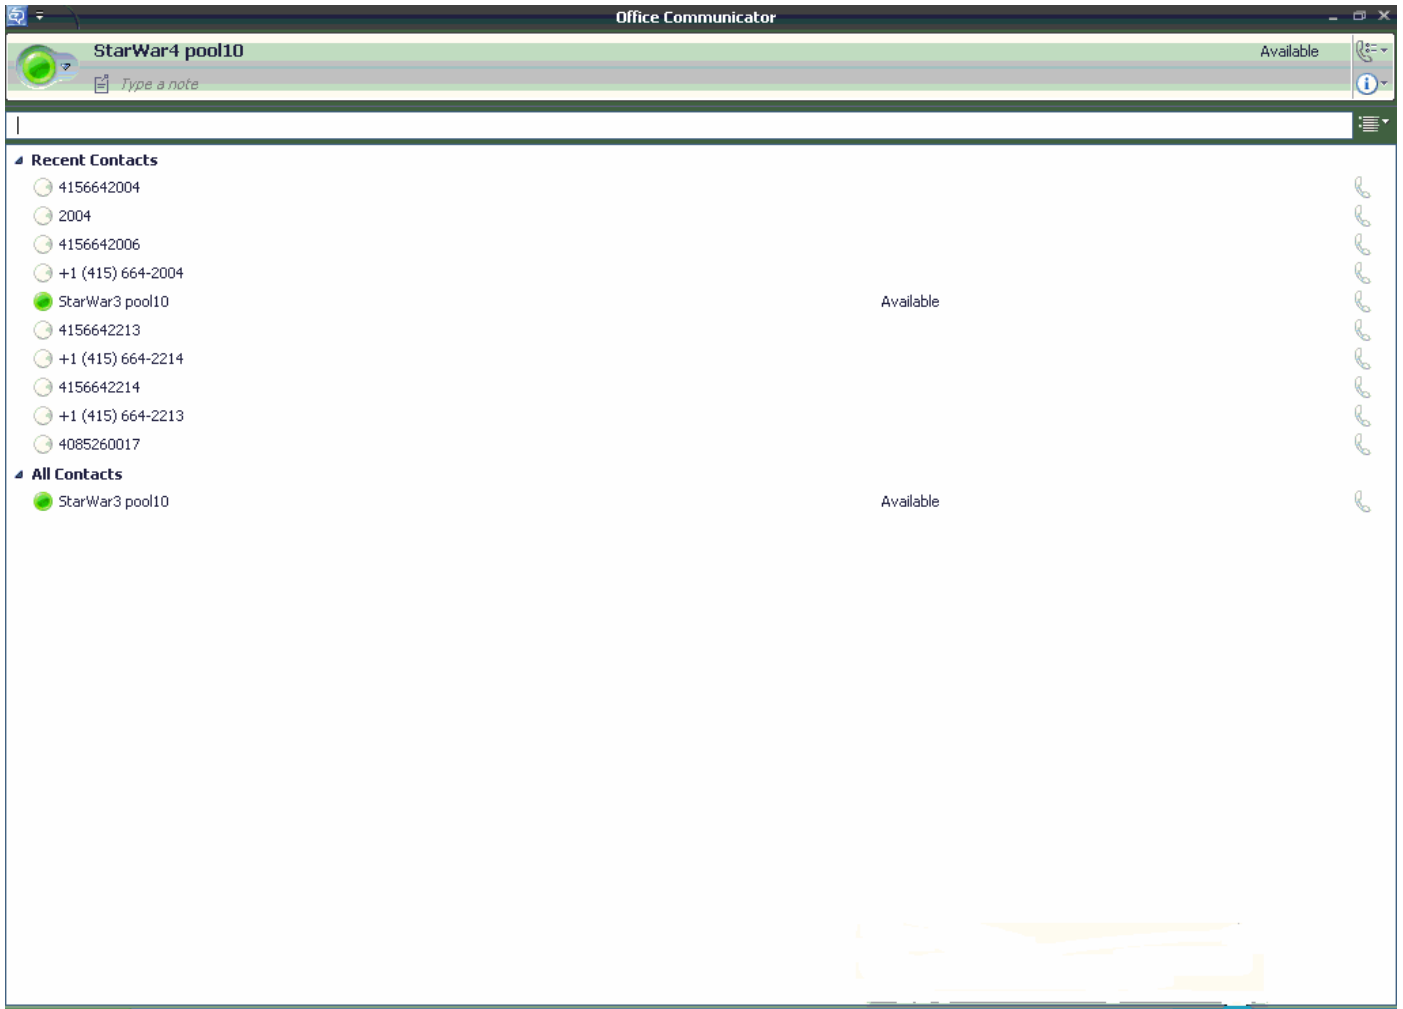 Office Communicator
StarWar4 pool10 Available
Type a note
Recent Contacts
4156642004
2004
4156642006
+1 (415) 664-2004
StarWar3 pool10 Available
4156642213
+1 (415) 664-2214
4156642214
+1 (415) 664-2213
4085260017
All Contacts
StarWar3 pool10 Available